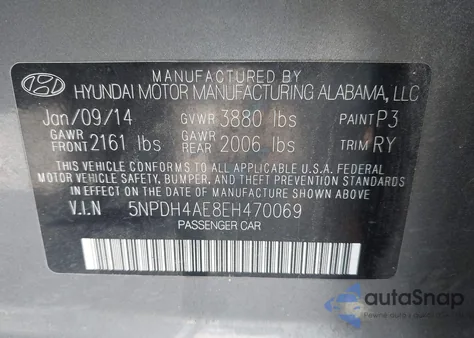 MANUFACTURED BY
HYUNDAI MOTOR MANUFACTURING ALABAMA, LLC
Jan/09/14 GVWR 3880 lbs PAINT P3
GAWR FRONT 2161 lbs GAWR REAR 2006 lbs TRIM RY
THIS VEHICLE CONFORMS TO ALL APPLICABLE U.S.A FEDERAL
MOTOR VEHICLE SAFETY, BUMPER, AND THEFT PREVENTION STANDARDS
IN EFFECT ON THE DATE OF MANUFACTURE SHOWN ABOVE
V.I.N 5NPDH4AE8EH470069
PASSENGER CAR
autoSnap